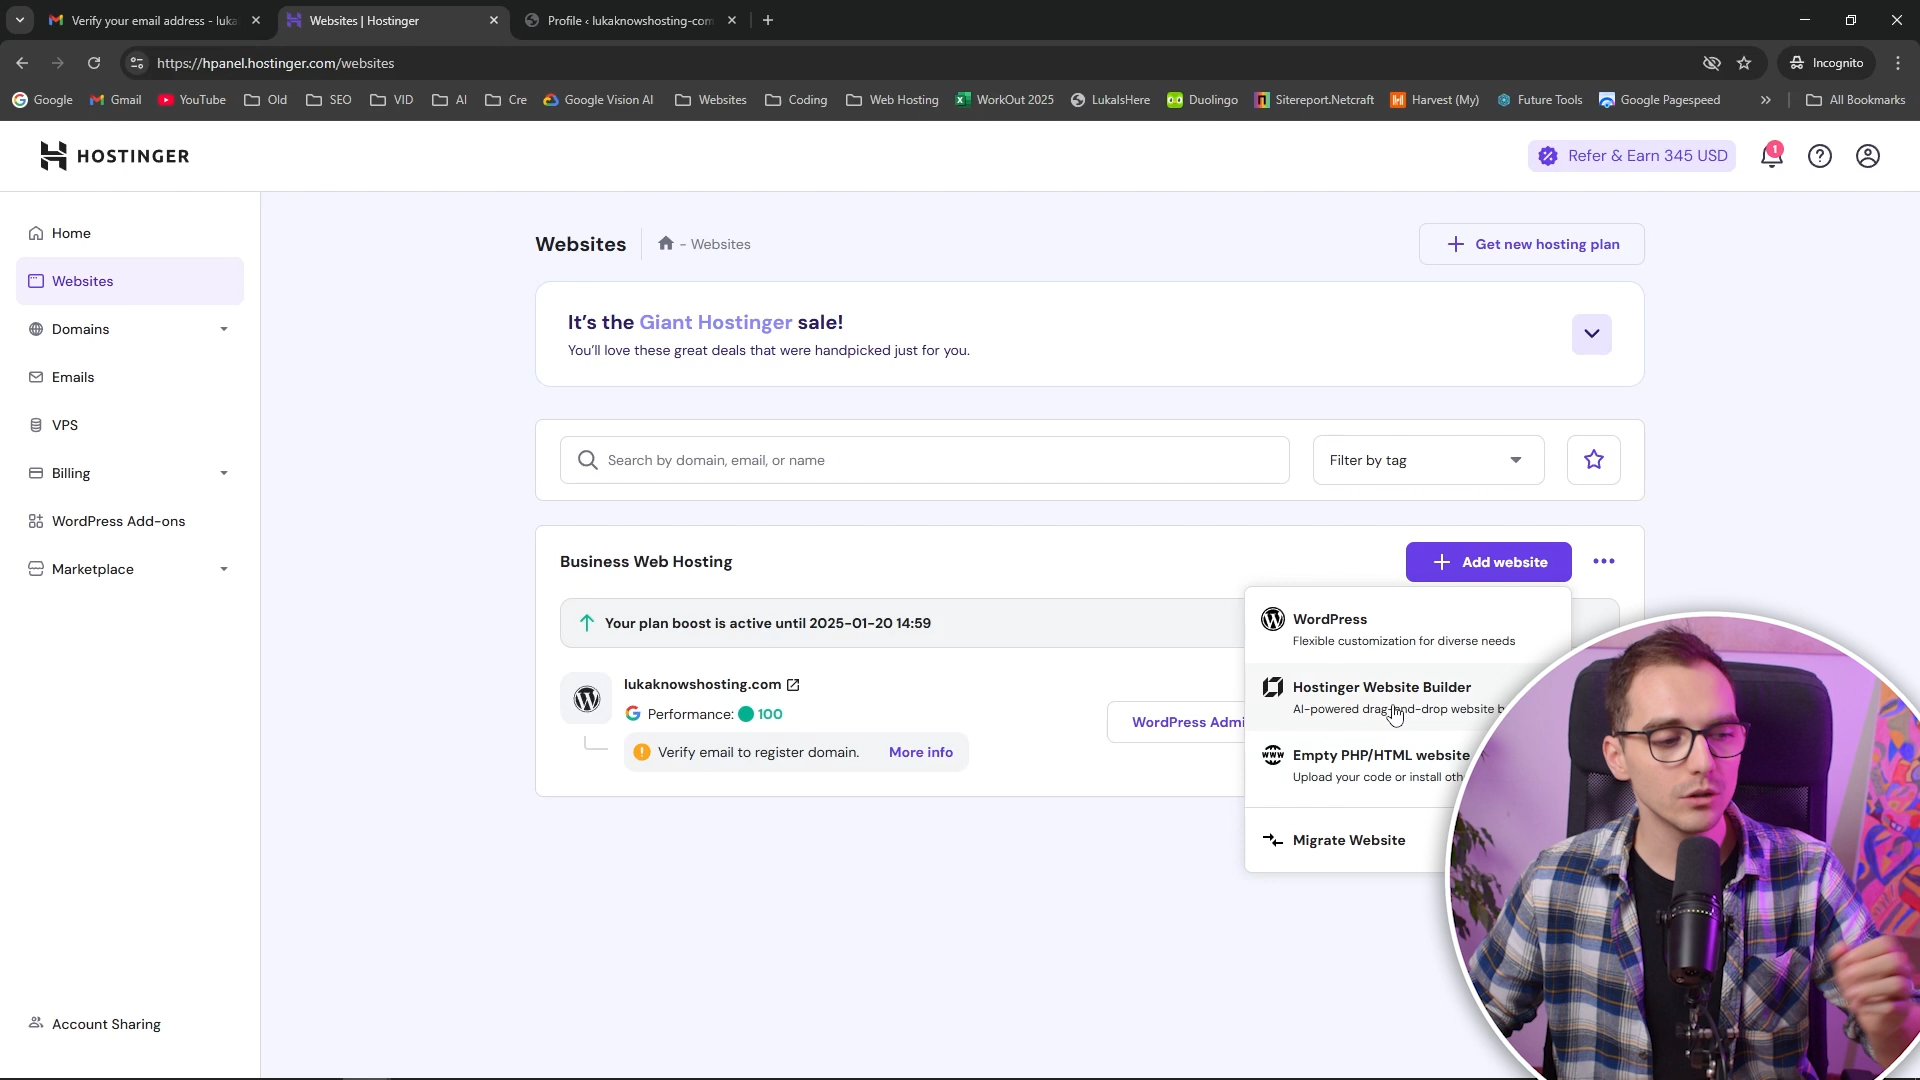 Verify your email address - luka
Websites | Hostinger
Profile ‹ lukaknowshosting-com
https://hpanel.hostinger.com/websites
Incognito
Google
Gmail
YouTube
Old
SEO
VID
AI
Cre
Google Vision AI
Websites
Coding
Web Hosting
WorkOut 2025
LukaIsHere
Duolingo
Sitereport.Netcraft
Harvest (My)
Future Tools
Google Pagespeed
All Bookmarks
HOSTINGER
Refer & Earn 345 USD
1
Home
Websites
Domains
Emails
VPS
Billing
WordPress Add-ons
Marketplace
Account Sharing
Websites
- Websites
Get new hosting plan
It's the Giant Hostinger sale!
You'll love these great deals that were handpicked just for you.
Search by domain, email, or name
Filter by tag
Business Web Hosting
Add website
Your plan boost is active until 2025-01-20 14:59
lukaknowshosting.com
Performance: 100
Verify email to register domain. More info
WordPress Admi
WordPress
Flexible customization for diverse needs
Hostinger Website Builder
AI-powered drag-and-drop website b
Empty PHP/HTML website
Upload your code or install oth
Migrate Website